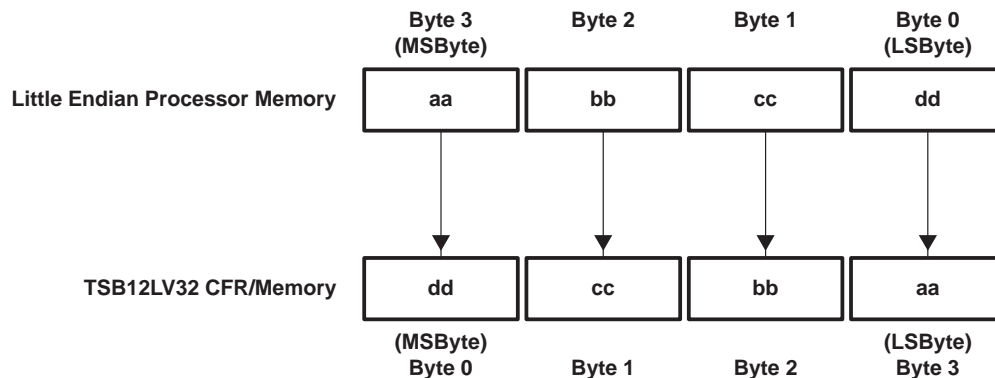 Byte 3 Byte 2 Byte 1 Byte 0
(MSByte) (LSByte)
Little Endian Processor Memory aa bb cc dd
TSB12LV32 CFR/Memory dd cc bb aa
(MSByte) (LSByte)
Byte 0 Byte 1 Byte 2 Byte 3